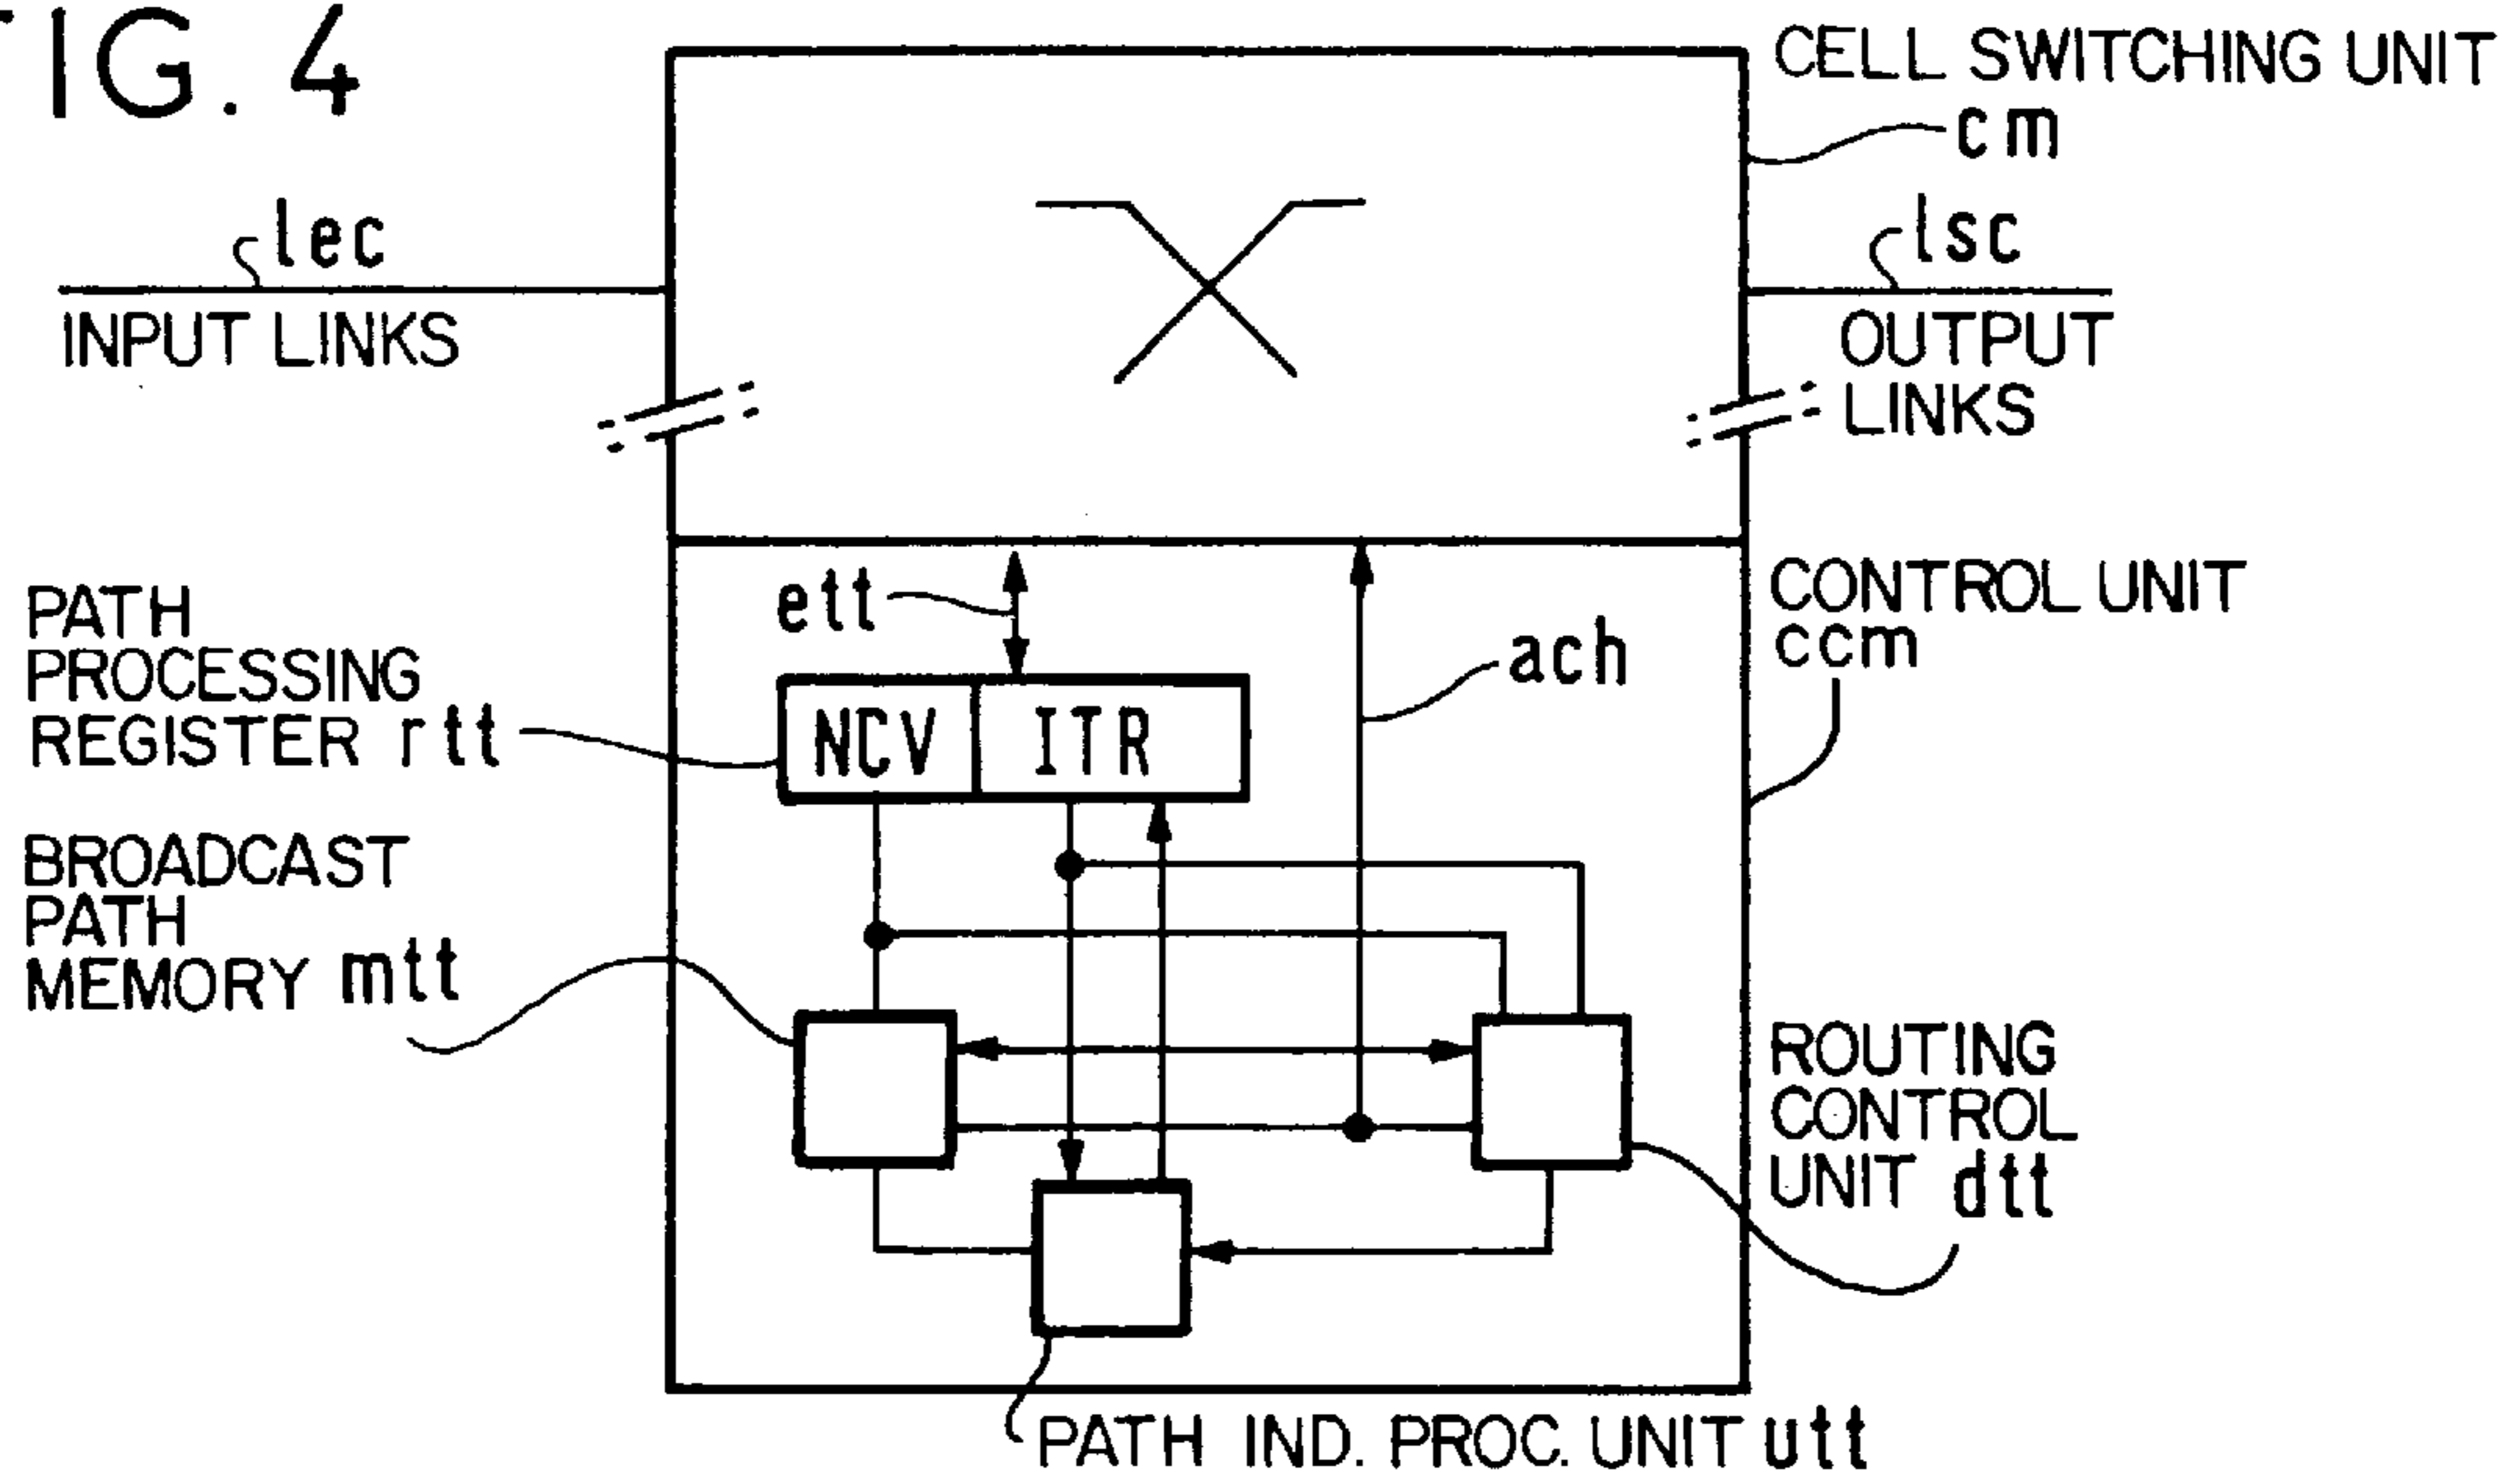 FIG. 4
CELL SWITCHING UNIT
cm
lec
INPUT LINKS
lsc
OUTPUT
LINKS
PATH
PROCESSING
REGISTER rtt
ett
ach
CONTROL UNIT
ccm
NCV ITR
BROADCAST
PATH
MEMORY mtt
ROUTING
CONTROL
UNIT dtt
PATH IND. PROC. UNIT utt